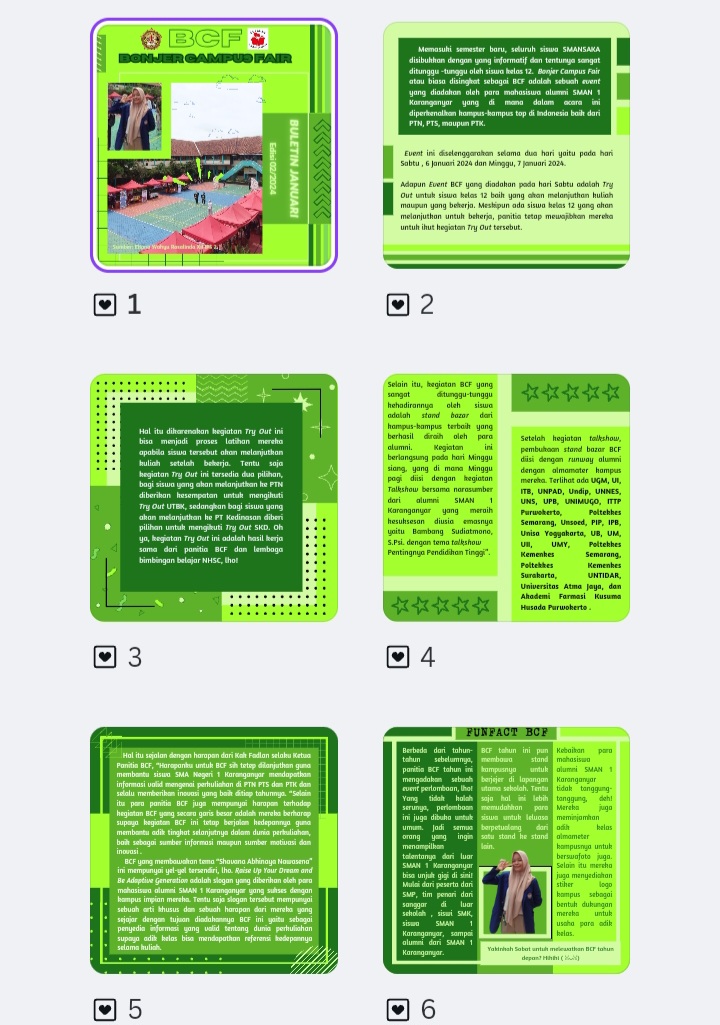 BCF
BONJER CAMPUS FAIR
BULETIN JANUARI
Edisi 02/2024
1
Memasuki semester baru, seluruh siswa SMANSAKA
disibukkan dengan yang informatif dan tentunya sangat
ditunggu -tunggu oleh siswa kelas 12. Bonjer Campus Fair
atau biasa disingkat sebagai BCF adalah sebuah event
yang diadakan oleh para mahasiswa alumni SMAN 1
Karanganyar yang di mana dalam acara ini
diperkenalkan kampus-kampus top di Indonesia baik dari
PTN, PTS, maupun PTK.
Event ini diselenggarakan selama dua hari yaitu pada hari
Sabtu , 6 Januari 2024 dan Minggu, 7 Januari 2024.
Adapun Event BCF yang diadakan pada hari Sabtu adalah Try
Out untuk siswa kelas 12 baik yang akan melanjutkan kuliah
maupun yang bekerja. Meskipun ada siswa kelas 12 yang akan
melanjutkan untuk bekerja, panitia tetap mewajibkan mereka
untuk ikut kegiatan Try Out tersebut.
2
Hal itu dikarenakan kegiatan Try Out ini
bisa menjadi proses latihan mereka
apabila siswa tersebut akan melanjutkan
kuliah setelah bekerja. Tentu saja
kegiatan Try Out ini tersedia dua pilihan,
bagi siswa yang akan melanjutkan ke PTN
diberikan kesempatan untuk mengikuti
Try Out UTBK, sedangkan bagi siswa yang
akan melanjutkan ke PT Kedinasan diberi
pilihan untuk mengikuti Try Out SKD. Oh
ya, kegiatan Try Out ini adalah hasil kerja
sama dari panitia BCF dan lembaga
bimbingan belajar NHSC, lho!
3
Selain itu, kegiatan BCF yang
sangat ditunggu-tunggu
kehadirannya oleh siswa
adalah stand bazar dari
kampus-kampus terbaik yang
berhasil diraih oleh para
alumni. Kegiatan ini
berlangsung pada hari Minggu
siang, yang di mana Minggu
pagi diisi dengan kegiatan
Talkshow bersama narasumber
dari alumni SMAN 1
Karanganyar yang meraih
kesuksesan diusia emasnya
yaitu Bambang Sudiatmono,
S.Psi. dengan tema talkshow
Pentingnya Pendidikan Tinggi".
Setelah kegiatan talkshow,
pembukaan stand bazar BCF
diisi dengan runway alumni
dengan almamater kampus
mereka. Terlihat ada UGM, UI,
ITB, UNPAD, Undip, UNNES,
UNS, UPB, UNIMUGO, ITTP
Purwokerto, Poltekkes
Semarang, Unsoed, PIP, IPB,
Unisa Yogyakarta, UB, UM,
UII, UMY, Poltekkes
Kemenkes Semarang,
Poltekkes Kemenkes
Surakarta, UNTIDAR,
Universitas Atma Jaya, dan
Akademi Farmasi Kusuma
Husada Purwokerto .
4
Hal itu sejalan dengan harapan dari Kak Fadlan selaku Ketua
Panitia BCF, "Harapanku untuk BCF sih tetep dilanjutkan guna
membantu siswa SMA Negeri 1 Karanganyar mendapatkan
informasi valid mengenai perkuliahan di PTN PTS dan PTK dan
selalu memberikan inovasi yang baik ditiap tahunnya. "Selain
itu para panitia BCF juga mempunyai harapan terhadap
kegiatan BCF yang secara garis besar adalah mereka berharap
supaya kegiatan BCF ini tetap berjalan kedepannya guna
membantu adik tingkat selanjutnya dalam dunia perkuliahan,
baik sebagai sumber informasi maupun dalam membuat
inovasi .
BCF yang membawakan tema "Shavana Abhinaya Nawasena"
ini mempunyai yel-yel tersendiri, lho. Raise Up Your Dream and
Be Adaptive Generation adalah slogan yang diberikan oleh para
mahasiswa alumni SMAN 1 Karanganyar yang sukses dengan
kampus impian mereka. Tentu saja slogan tersebut mempunyai
sebuah arti khusus dan sebuah harapan dari mereka yang
sejajar dengan tujuan diadakannya BCF ini yaitu sebagai
penyedia informasi yang valid tentang dunia perkuliahan
supaya adik kelas bisa mendapatkan referensi kedepannya
selama kuliah.
5
FUNFACT BCF
Berbeda dari tahun-
tahun sebelumnya,
panitia BCF tahun ini
mengadakan sebuah
event perlombaan, lho!
Yang tidak kalah
serunya, perlombaan
ini juga dibuka untuk
umum. Jadi semua
orang yang ingin
menampilkan
talentanya dari luar
SMAN 1 Karanganyar
bisa unjuk gigi di sini!
Mulai dari peserta dari
SMP, tim penari dari
sanggar di luar
sekolah , sisui SMK,
siswa SMAN 1
Karanganyar, sampai
alumni dari SMAN 1
Karanganyar.
BCF tahun ini pun
membawa stand
kampusnya untuk
berjejer di lapangan
utama sekolah. Tentu
saja hal ini lebih
memudahkan para
siswa untuk leluasa
berpetualang dari
satu stand ke stand
lain.
Kebaikan para
mahasiswa
alumni SMAN 1
Karanganyar
tidak tanggung-
tanggung, deh!
Mereka juga
meminjamkan
adik kelas
almameter
kampusnya untuk
berswafoto juga.
Selain itu mereka
juga menyediakan
stiker logo
kampus sebagai
bentuk dukungan
mereka untuk
usaha para adik
kelas.
Yakinkah Sobat untuk melewatkan BCF tahun
depan? Hihihi
6